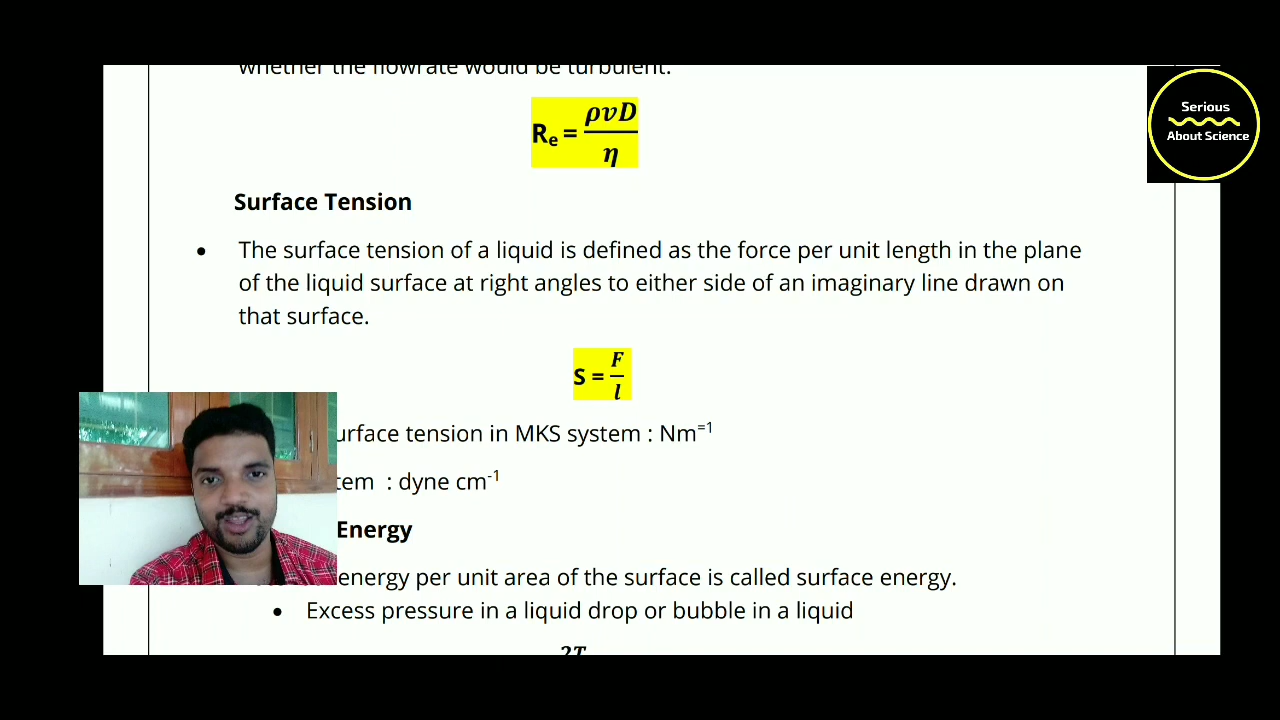 whether the flowrate would be turbulent.
Serious
About Science
Re = ρvD/η
Surface Tension
• The surface tension of a liquid is defined as the force per unit length in the plane
of the liquid surface at right angles to either side of an imaginary line drawn on
that surface.
S = F/l
urface tension in MKS system : Nm⁼¹
tem : dyne cm⁻¹
Energy
energy per unit area of the surface is called surface energy.
• Excess pressure in a liquid drop or bubble in a liquid
2T